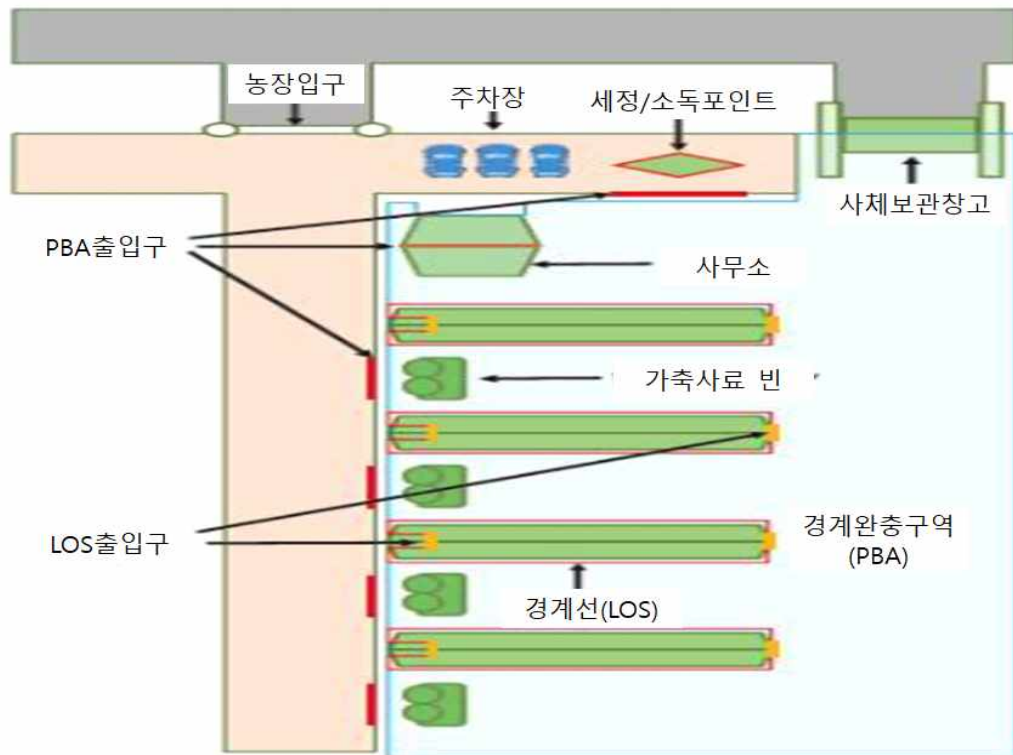 농장입구
주차장
세정/소독포인트
사체보관창고
PBA출입구
사무소
가축사료 빈
LOS출입구
경계완충구역
(PBA)
경계선(LOS)